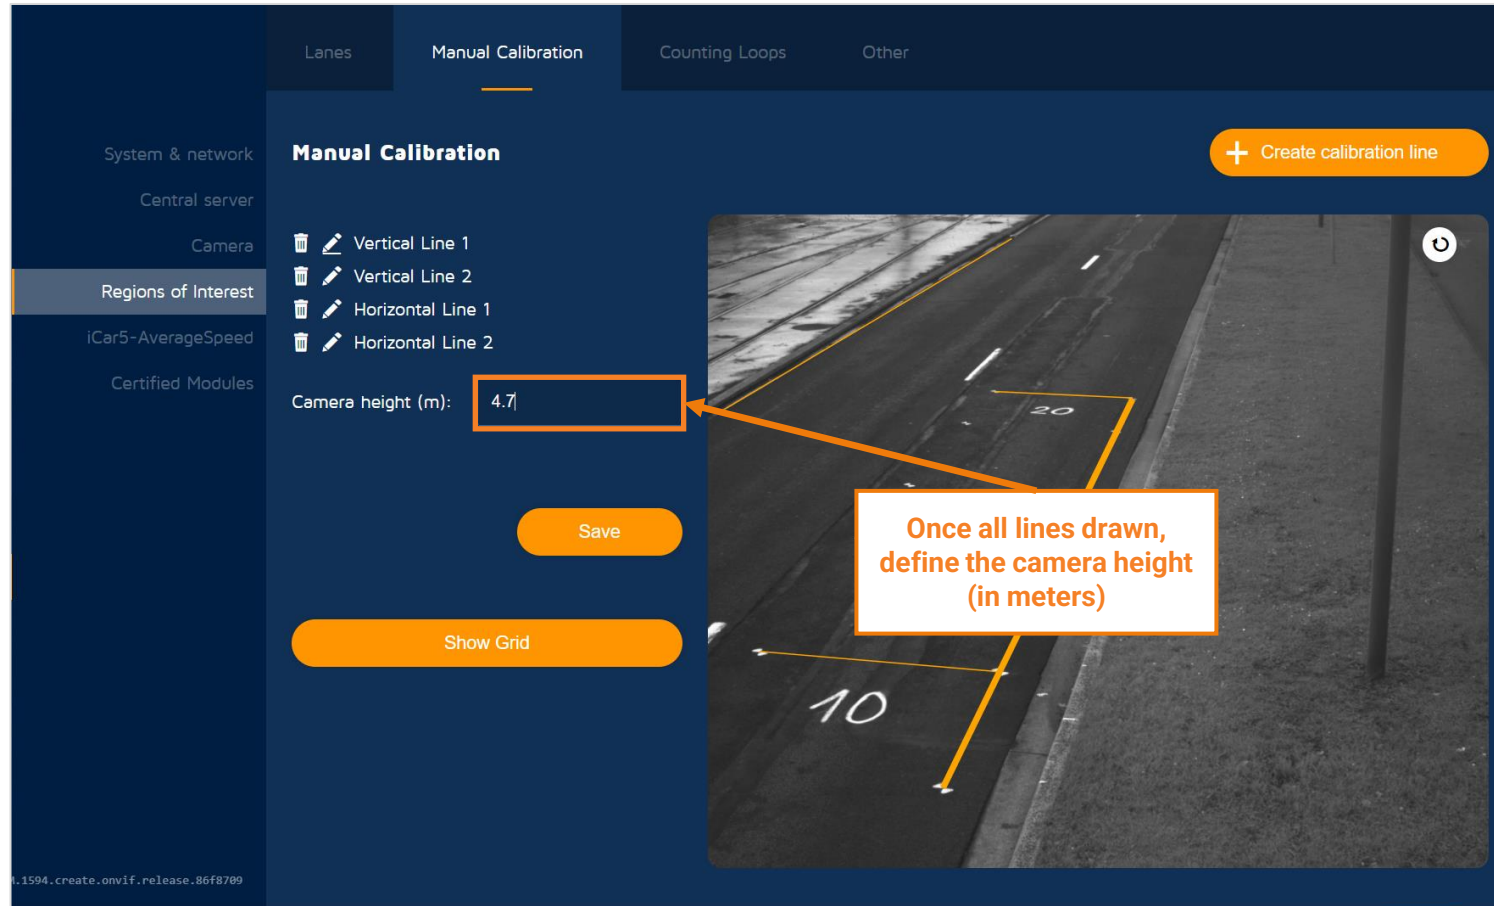 Lanes
Manual Calibration
Counting Loops
Other
System & network
Central server
Camera
Regions of Interest
iCar5-AverageSpeed
Certified Modules
Manual Calibration
Create calibration line
Vertical Line 1
Vertical Line 2
Horizontal Line 1
Horizontal Line 2
Camera height (m): 4.7
Save
Show Grid
20
Once all lines drawn,
define the camera height
(in meters)
10
.1594.create.onvif.release.86f8709